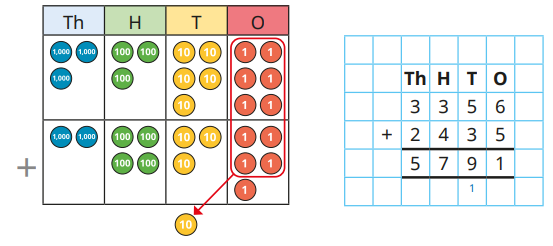 Th H T O
1,000 1,000 100 100 10 10 1 1
1,000 100 10 10 1 1
10 1 1
1,000 1,000 100 100 10 10 1 1
100 100 10 1 1
+ 1
10
Th H T O
3 3 5 6
+ 2 4 3 5
5 7 9 1
1